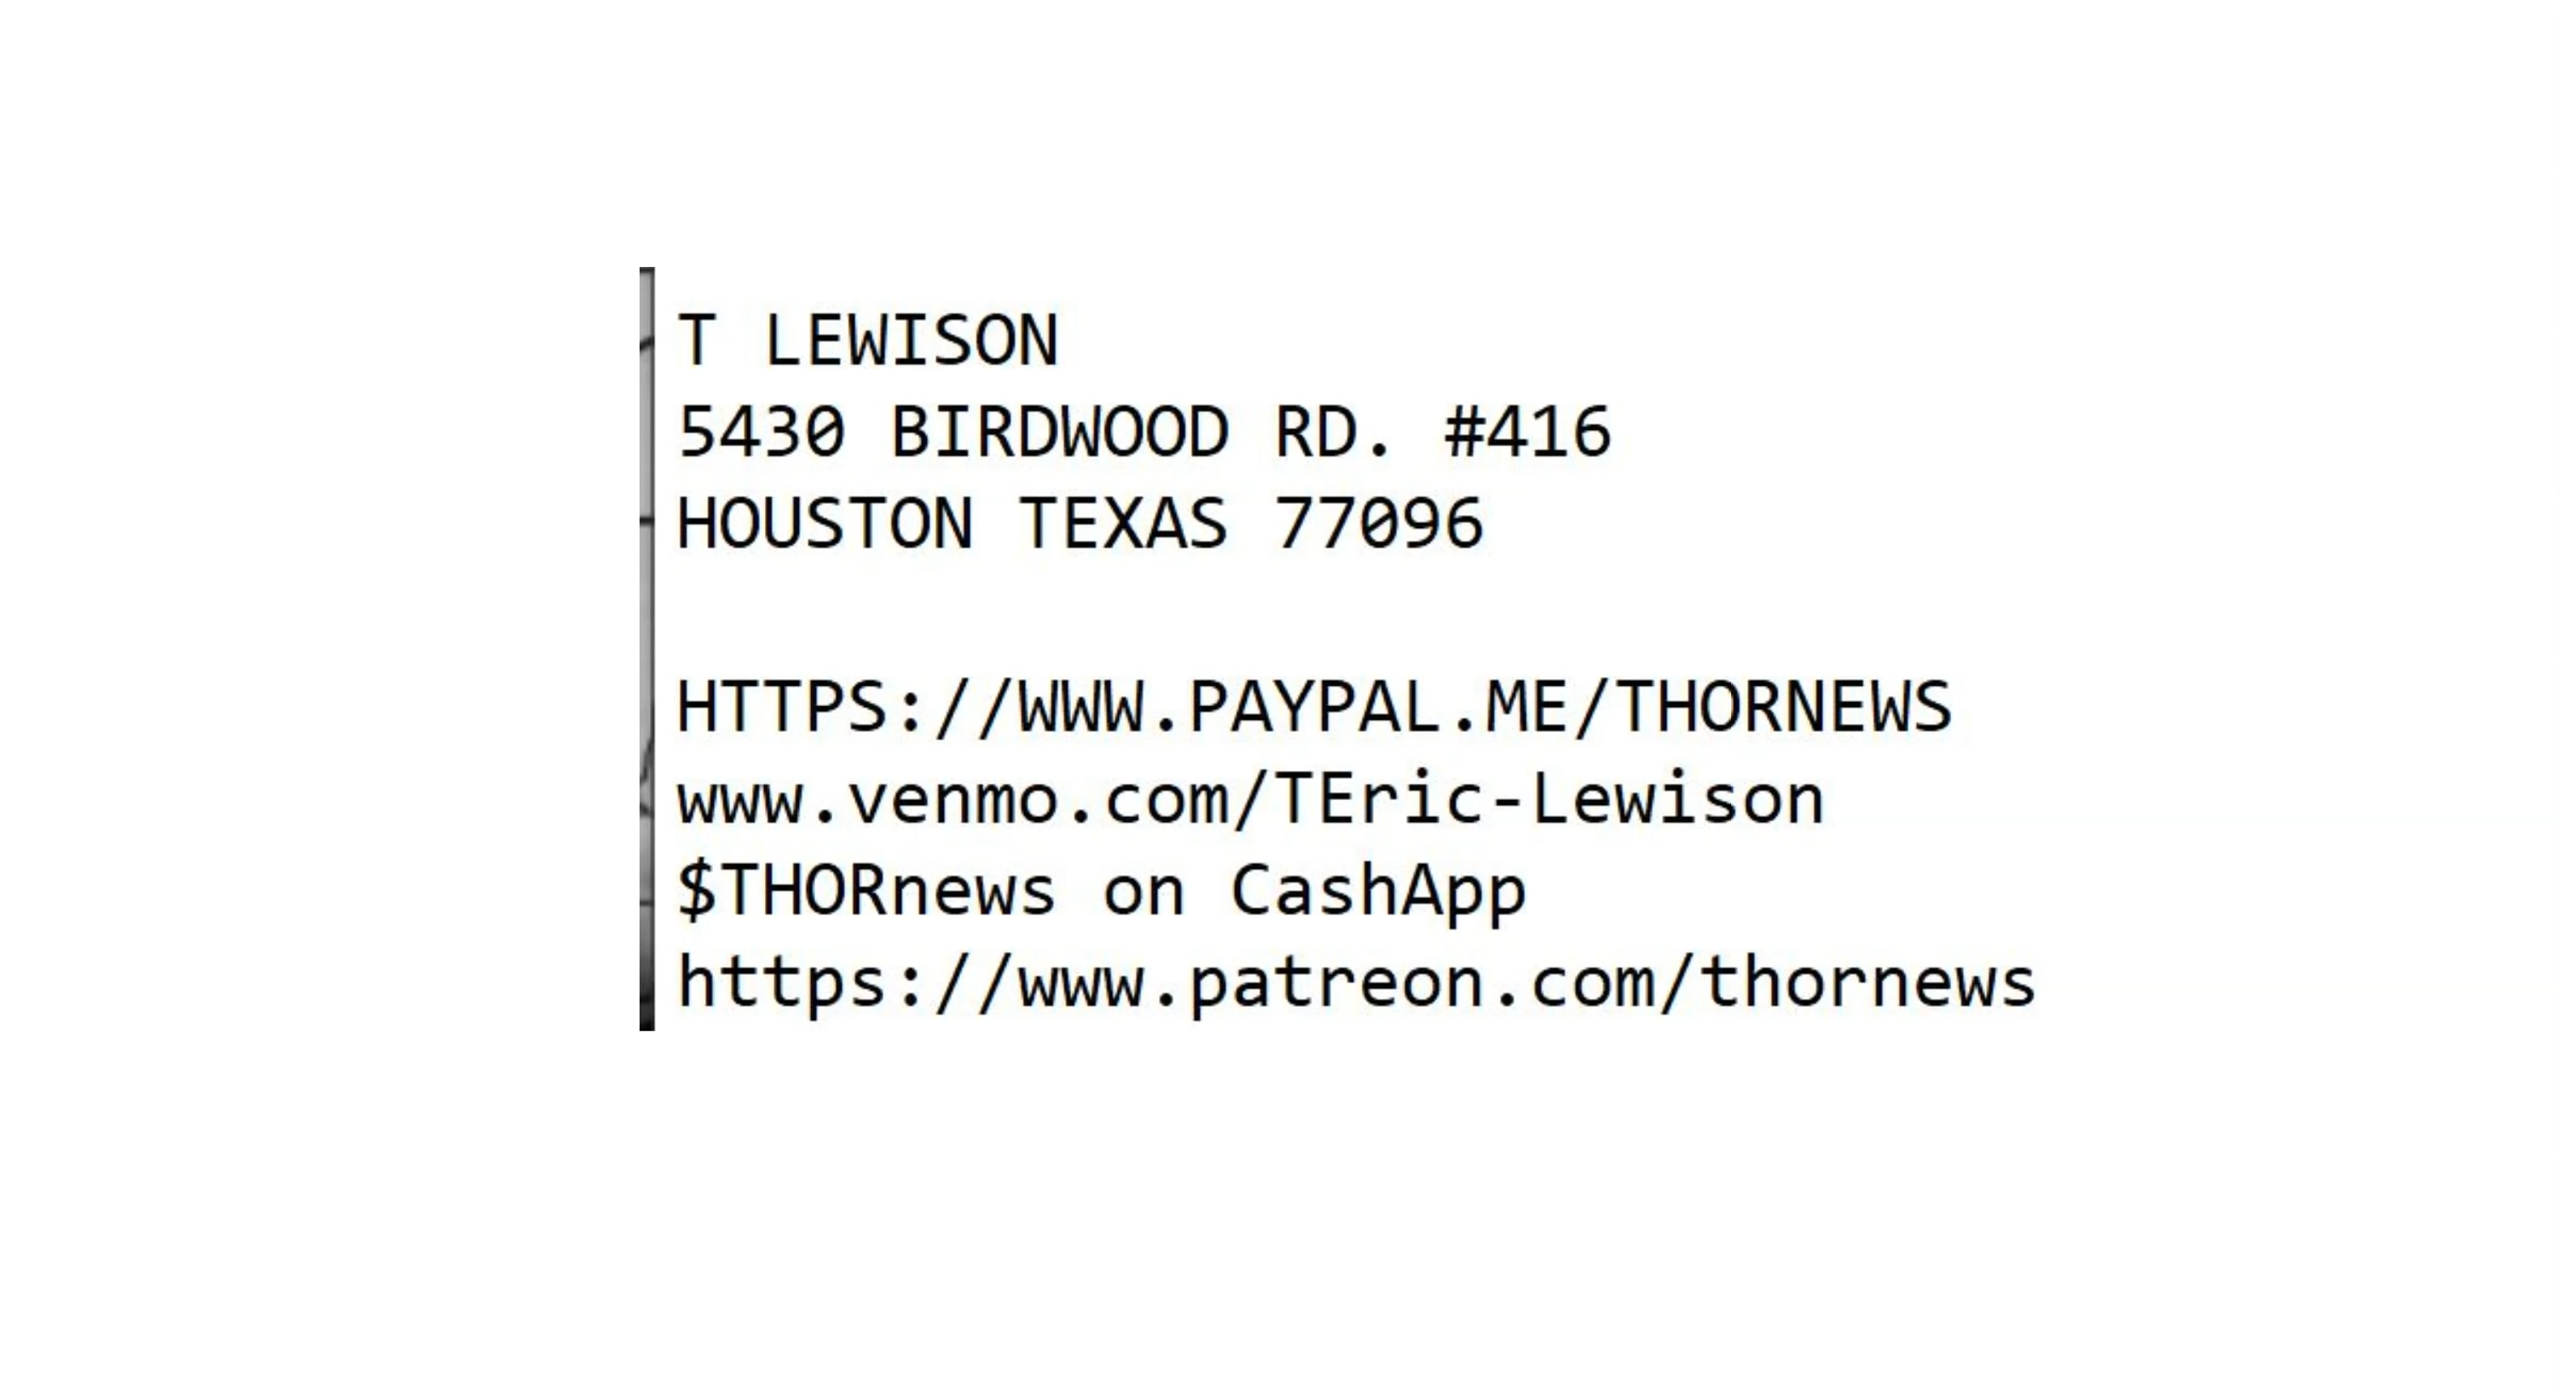 T LEWISON
5430 BIRDWOOD RD. #416
HOUSTON TEXAS 77096
HTTPS://WWW.PAYPAL.ME/THORNEWS
www.venmo.com/TEric-Lewison
$THORnews on CashApp
https://www.patreon.com/thornews